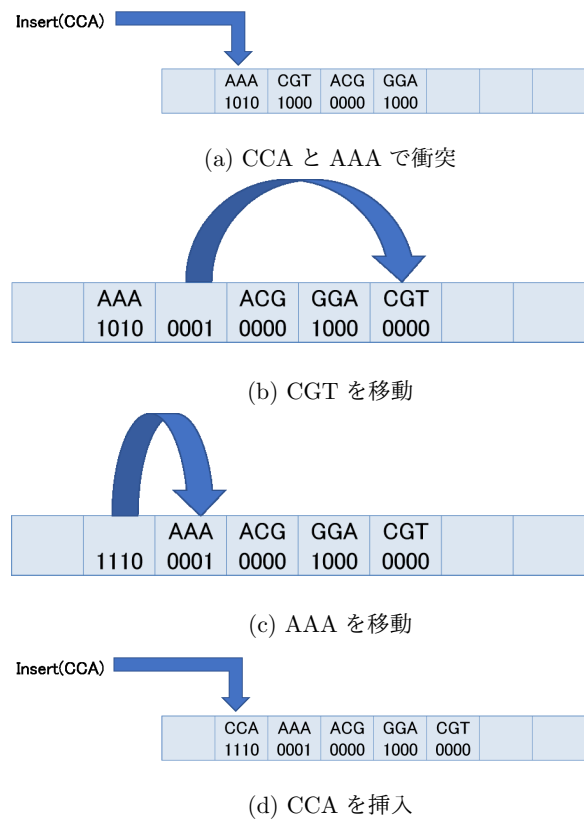 Insert(CCA)
AAA CGT ACG GGA
1010 1000 0000 1000
(a) CCA と AAA で衝突
AAA ACG GGA CGT
1010 0001 0000 1000 0000
(b) CGT を移動
AAA ACG GGA CGT
1110 0001 0000 1000 0000
(c) AAA を移動
Insert(CCA)
CCA AAA ACG GGA CGT
1110 0001 0000 1000 0000
(d) CCA を挿入